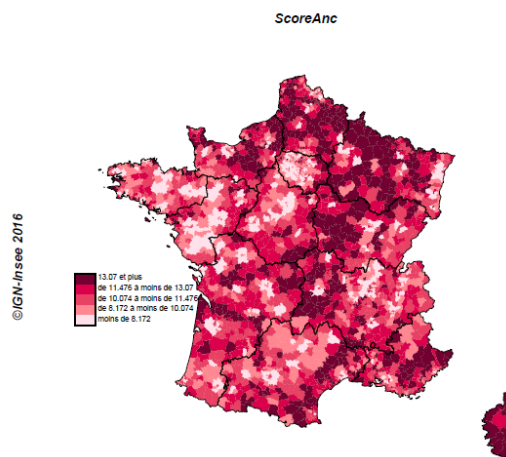 ScoreAnc
©IGN-Insee 2016
13.07 et plus
de 11.476 à moins de 13.07
de 10.074 à moins de 11.476
de 8.172 à moins de 10.074
moins de 8.172